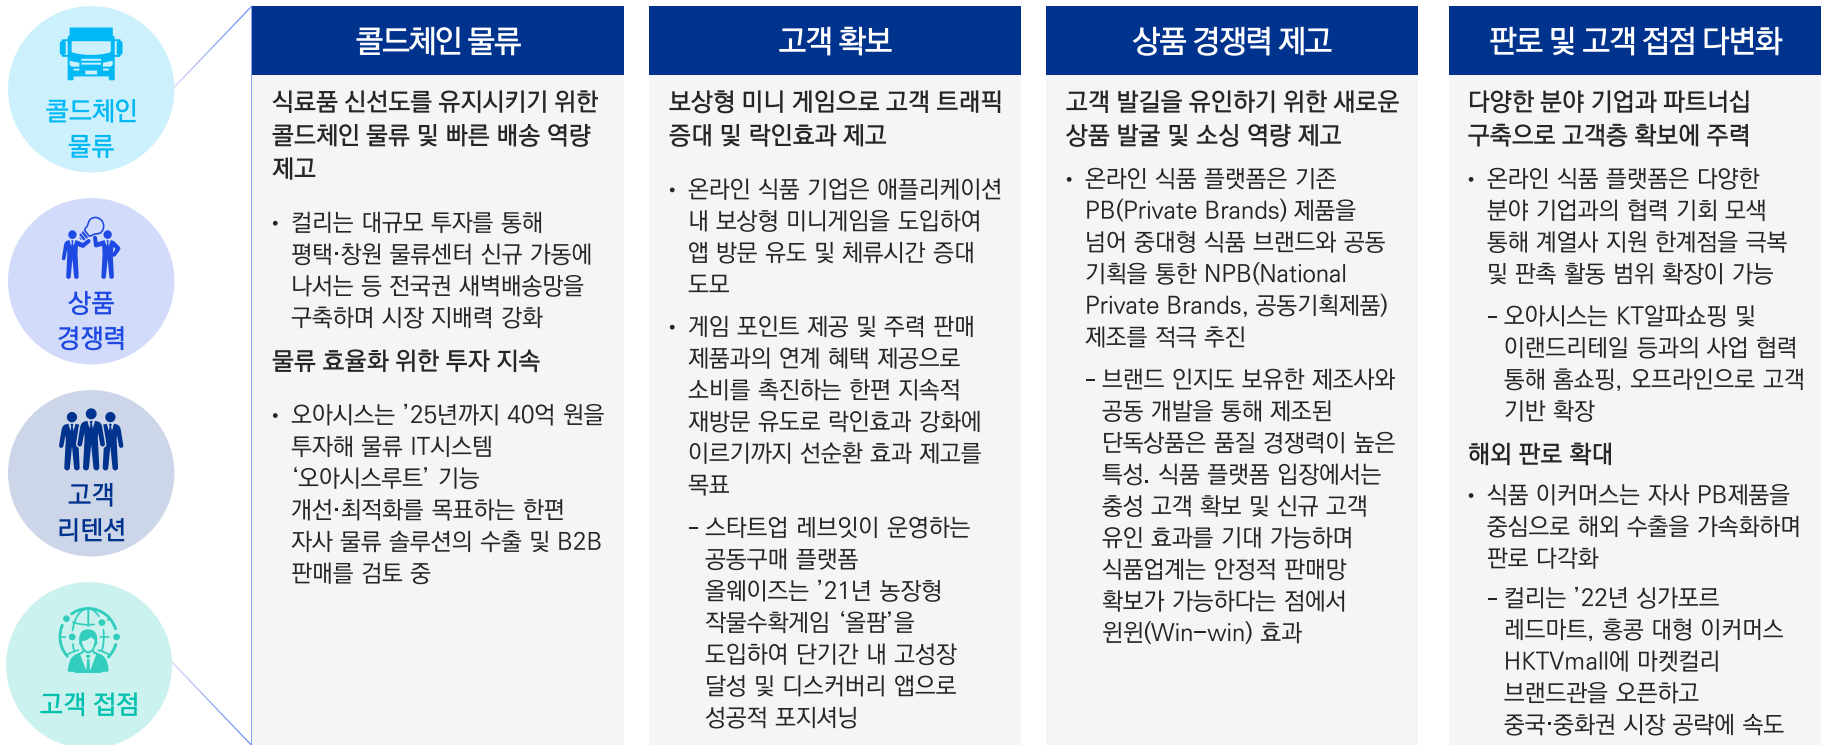 콜드체인
물류
상품
경쟁력
고객
리텐션
고객 접점
콜드체인 물류
식료품 신선도를 유지시키기 위한
콜드체인 물류 및 빠른 배송 역량
제고
• 컬리는 대규모 투자를 통해
평택·창원 물류센터 신규 가동에
나서는 등 전국권 새벽배송망을
구축하며 시장 지배력 강화
물류 효율화 위한 투자 지속
• 오아시스는 ’25년까지 40억 원을
투자해 물류 IT시스템
‘오아시스루트’ 기능
개선·최적화를 목표하는 한편
자사 물류 솔루션의 수출 및 B2B
판매를 검토 중
고객 확보
보상형 미니 게임으로 고객 트래픽
증대 및 락인효과 제고
• 온라인 식품 기업은 애플리케이션
내 보상형 미니게임을 도입하여
앱 방문 유도 및 체류시간 증대
도모
• 게임 포인트 제공 및 주력 판매
제품과의 연계 혜택 제공으로
소비를 촉진하는 한편 지속적
재방문 유도로 락인효과 강화에
이르기까지 선순환 효과 제고를
목표
– 스타트업 레브잇이 운영하는
공동구매 플랫폼
올웨이즈는 ’21년 농장형
작물수확게임 ‘올팜’을
도입하여 단기간 내 고성장
달성 및 디스커버리 앱으로
성공적 포지셔닝
상품 경쟁력 제고
고객 발길을 유인하기 위한 새로운
상품 발굴 및 소싱 역량 제고
• 온라인 식품 플랫폼은 기존
PB(Private Brands) 제품을
넘어 중대형 식품 브랜드와 공동
기획을 통한 NPB(National
Private Brands, 공동기획제품)
제조를 적극 추진
– 브랜드 인지도 보유한 제조사와
공동 개발을 통해 제조된
단독상품은 품질 경쟁력이 높은
특성. 식품 플랫폼 입장에서는
충성 고객 확보 및 신규 고객
유인 효과를 기대 가능하며
식품업계는 안정적 판매망
확보가 가능하다는 점에서
윈윈(Win–win) 효과
판로 및 고객 접점 다변화
다양한 분야 기업과 파트너십
구축으로 고객층 확보에 주력
• 온라인 식품 플랫폼은 다양한
분야 기업과의 협력 기회 모색
통해 계열사 지원 한계점을 극복
및 판촉 활동 범위 확장이 가능
– 오아시스는 KT알파쇼핑 및
이랜드리테일 등과의 사업 협력
통해 홈쇼핑, 오프라인으로 고객
기반 확장
해외 판로 확대
• 식품 이커머스는 자사 PB제품을
중심으로 해외 수출을 가속화하며
판로 다각화
– 컬리는 ’22년 싱가포르
레드마트, 홍콩 대형 이커머스
HKTVmall에 마켓컬리
브랜드관을 오픈하고
중국·중화권 시장 공략에 속도